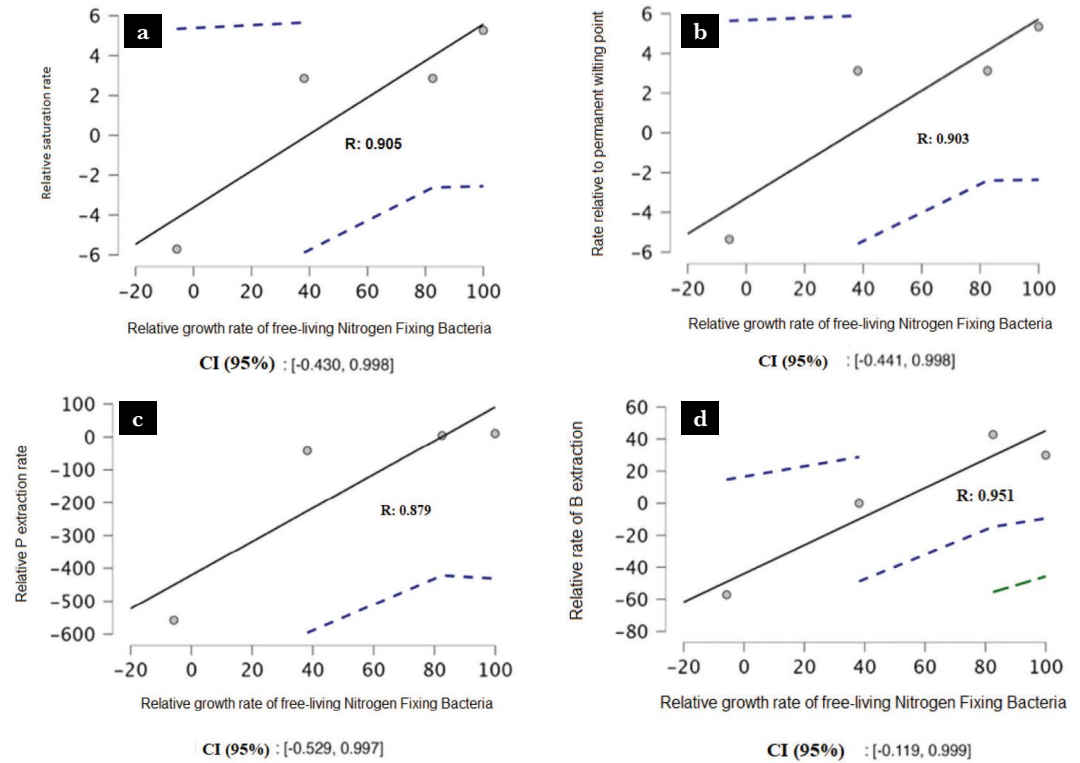 a
6
4
2
0
−2
−4
−6
Relative saturation rate
R: 0.905
−20 0 20 40 60 80 100
Relative growth rate of free-living Nitrogen Fixing Bacteria
CI (95%) : [-0.430, 0.998]
b
6
4
2
0
−2
−4
−6
Rate relative to permanent wilting point
R: 0.903
−20 0 20 40 60 80 100
Relative growth rate of free-living Nitrogen Fixing Bacteria
CI (95%) : [-0.441, 0.998]
c
100
0
−100
−200
−300
−400
−500
−600
Relative P extraction rate
R: 0.879
−20 0 20 40 60 80 100
Relative growth rate of free-living Nitrogen Fixing Bacteria
CI (95%) : [-0.529, 0.997]
d
60
40
20
0
−20
−40
−60
−80
Relative rate of B extraction
R: 0.951
−20 0 20 40 60 80 100
Relative growth rate of free-living Nitrogen Fixing Bacteria
CI (95%) : [-0.119, 0.999]